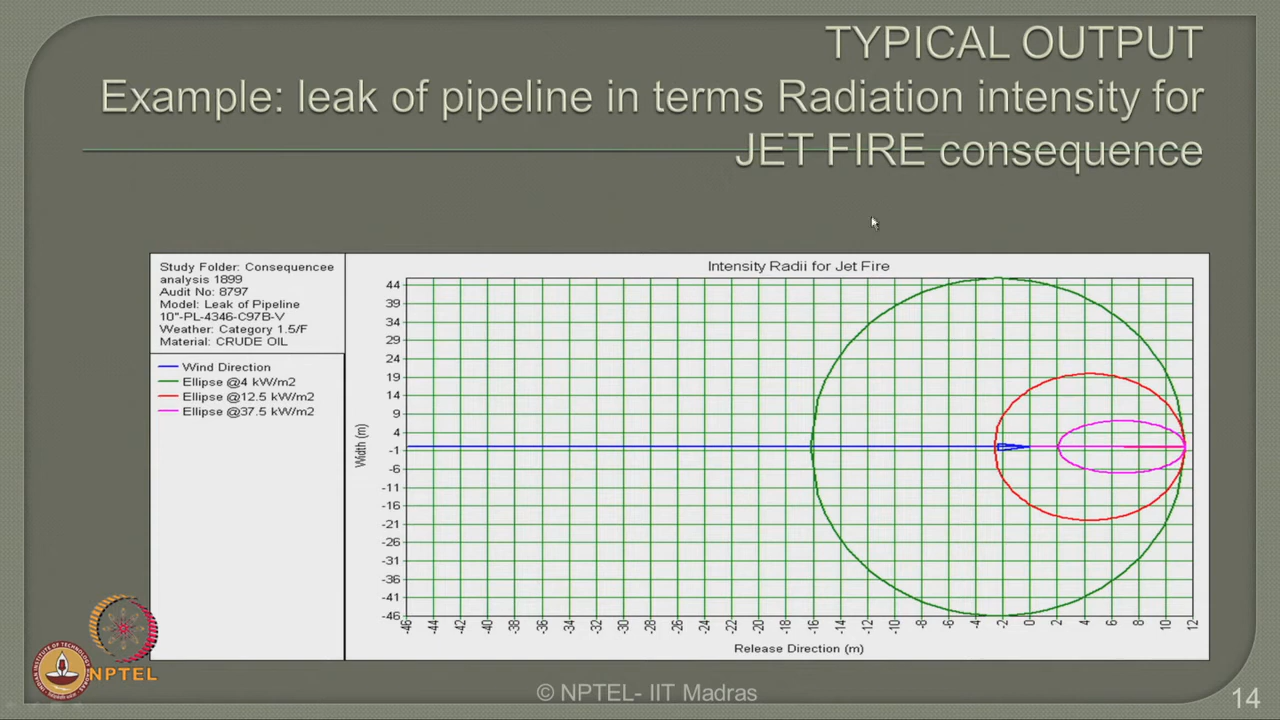 TYPICAL OUTPUT
Example: leak of pipeline in terms Radiation intensity for
JET FIRE consequence
Study Folder: Consequencee
analysis 1899
Audit No: 8797
Model: Leak of Pipeline
10"-PL-4346-C97B-V
Weather: Category 1.5/F
Material: CRUDE OIL
Wind Direction
Ellipse @4 kW/m2
Ellipse @12.5 kW/m2
Ellipse @37.5 kW/m2
Intensity Radii for Jet Fire
Width (m)
44
39
34
29
24
19
14
9
4
-1
-6
-11
-16
-21
-26
-31
-36
-41
-46
-46 -44 -42 -40 -38 -36 -34 -32 -30 -28 -26 -24 -22 -20 -18 -16 -14 -12 -10 -8 -6 -4 -2 0 2 4 6 8 10 12
Release Direction (m)
NPTEL
© NPTEL- IIT Madras
14